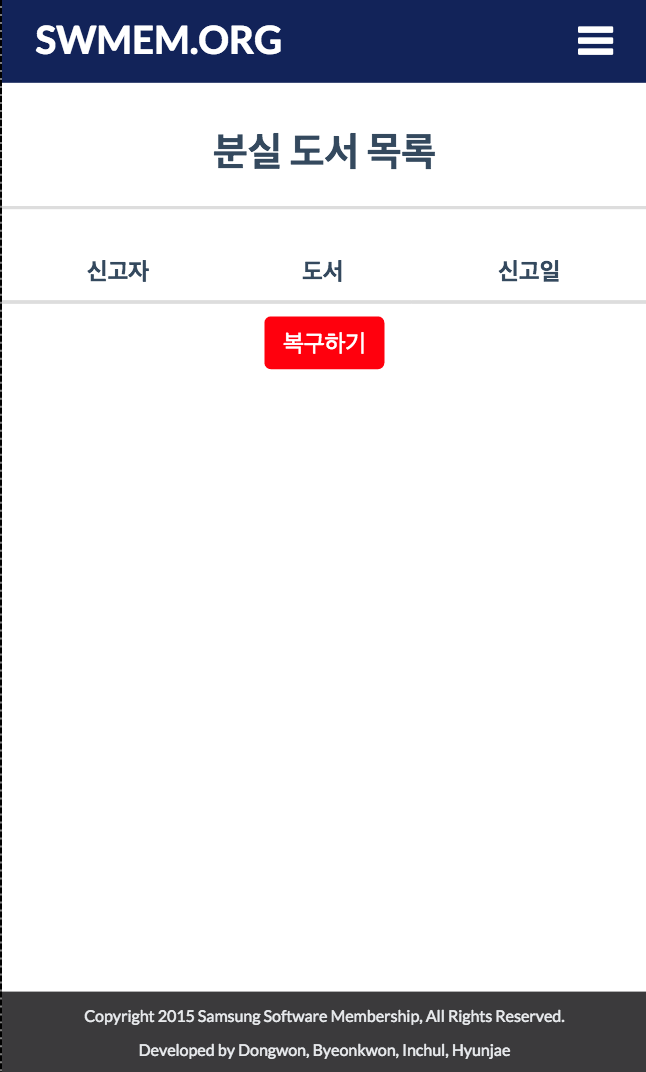 SWMEM.ORG
분실 도서 목록
신고자 도서 신고일
복구하기
Copyright 2015 Samsung Software Membership, All Rights Reserved.
Developed by Dongwon, Byeonkwon, Inchul, Hyunjae